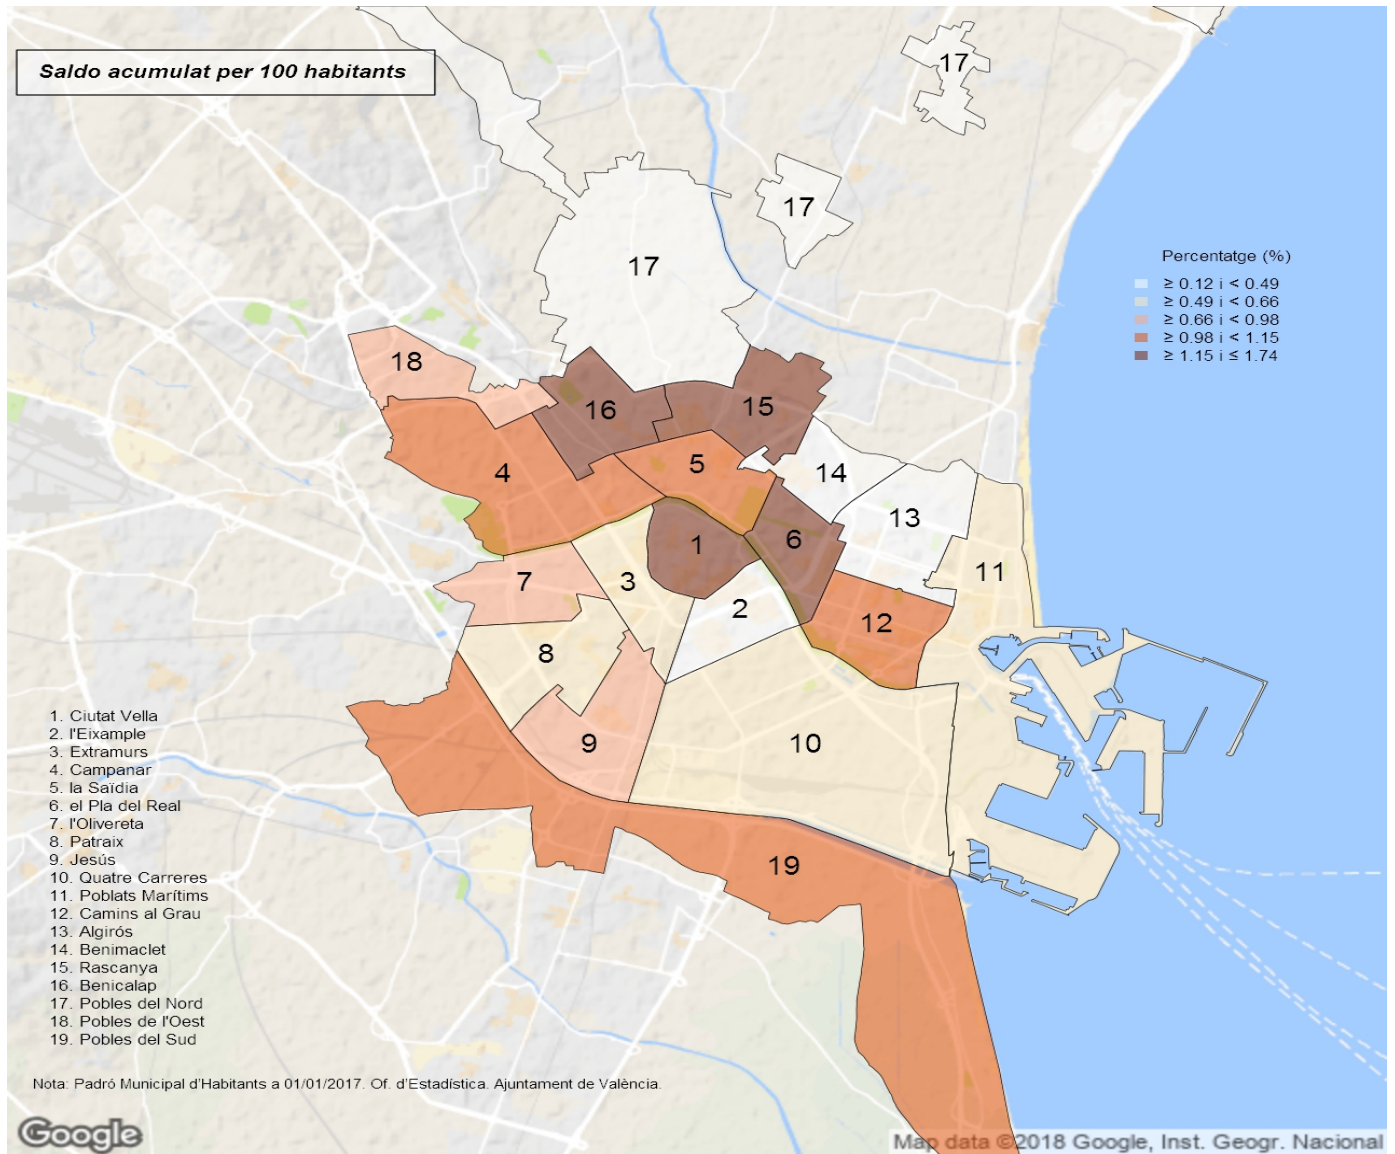 Saldo acumulat per 100 habitants
17
17
17
Percentatge (%)
≥ 0.12 i < 0.49
≥ 0.49 i < 0.66
≥ 0.66 i < 0.98
≥ 0.98 i < 1.15
≥ 1.15 i ≤ 1.74
18
16
15
4
5
14
13
6
1
11
7
3
2
12
8
9
10
19
1. Ciutat Vella
2. l'Eixample
3. Extramurs
4. Campanar
5. la Saïdia
6. el Pla del Real
7. l'Olivereta
8. Patraix
9. Jesús
10. Quatre Carreres
11. Poblats Marítims
12. Camins al Grau
13. Algirós
14. Benimaclet
15. Rascanya
16. Benicalap
17. Pobles del Nord
18. Pobles de l'Oest
19. Pobles del Sud
Nota: Padró Municipal d'Habitants a 01/01/2017. Of. d'Estadística. Ajuntament de València.
Google
Map data ©2018 Google, Inst. Geogr. Nacional